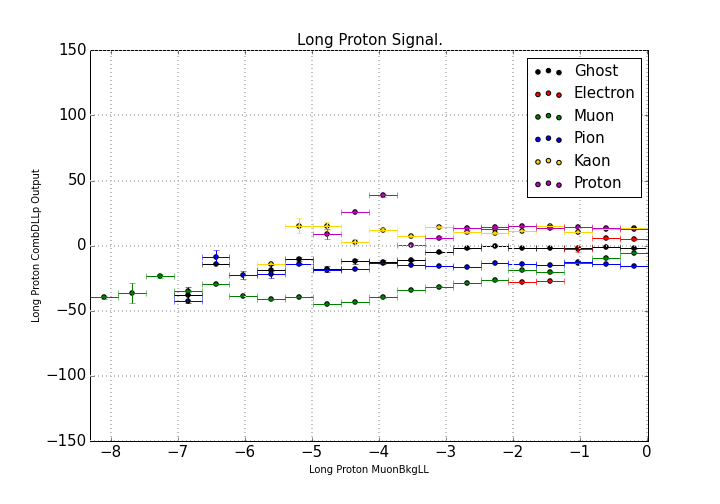 Long Proton Signal.
150
100
50
0
−50
−100
−150
Long Proton CombDLLp Output
Ghost
Electron
Muon
Pion
Kaon
Proton
−8 −7 −6 −5 −4 −3 −2 −1 0
Long Proton MuonBkgLL